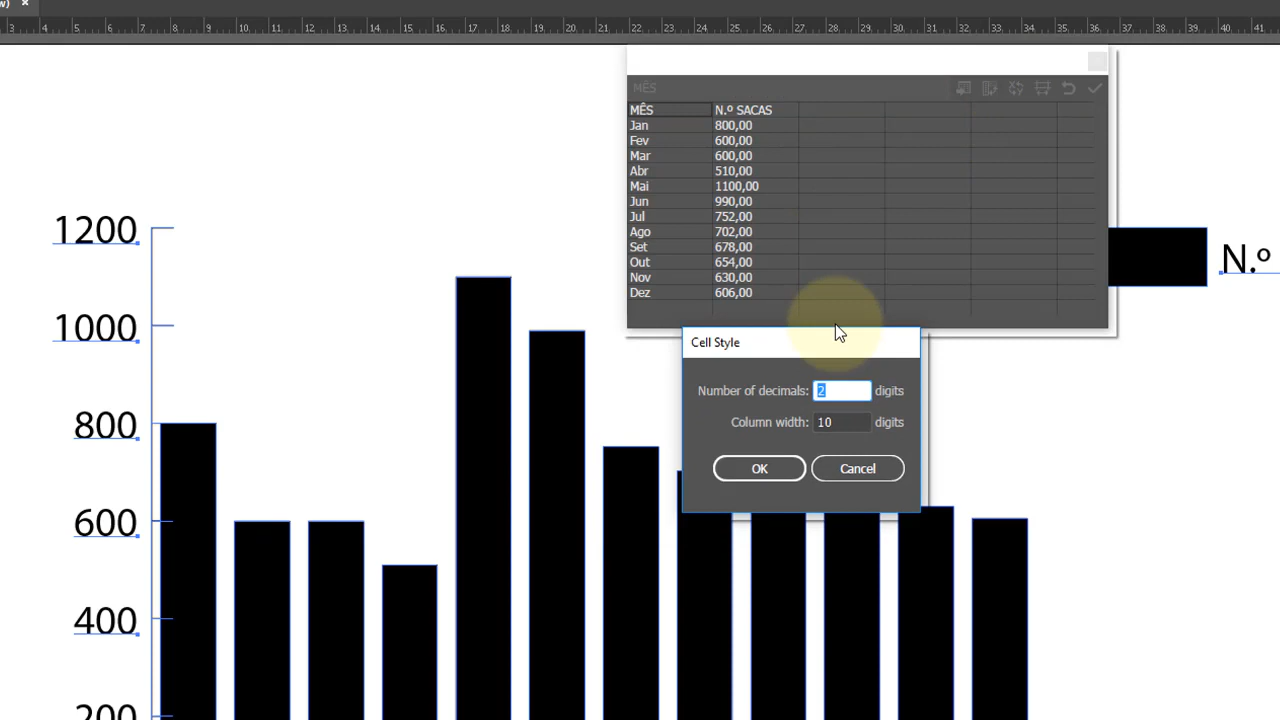 w) ×
3 4 5 6 7 8 9 10 11 12 13 14 15 16 17 18 19 20 21 22 23 24 25 26 27 28 29 30 31 32 33 34 35 36 37 38 39 40 41
MÊS
MÊS N.º SACAS
Jan 800,00
Fev 600,00
Mar 600,00
Abr 510,00
Mai 1100,00
Jun 990,00
Jul 752,00
Ago 702,00
Set 678,00
Out 654,00
Nov 630,00
Dez 606,00
1200
1000
800
600
400
200
N.º
Cell Style
Number of decimals: 2 digits
Column width: 10 digits
OK Cancel